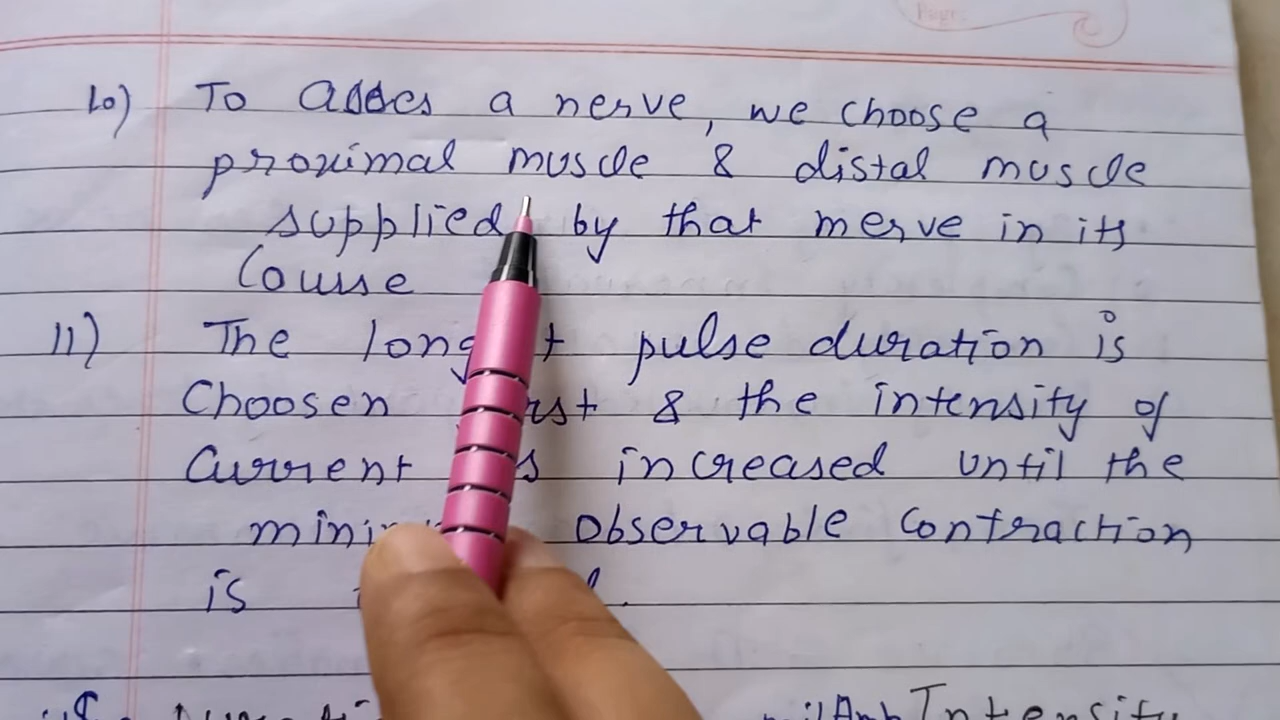 10) To asses a nerve, we choose a
proximal muscle & distal muscle
supplied by that nerve in its
Course
11) The long pulse duration is
Choosen & the intensity of
Current increased until the
observable Contraction
is
Intensity